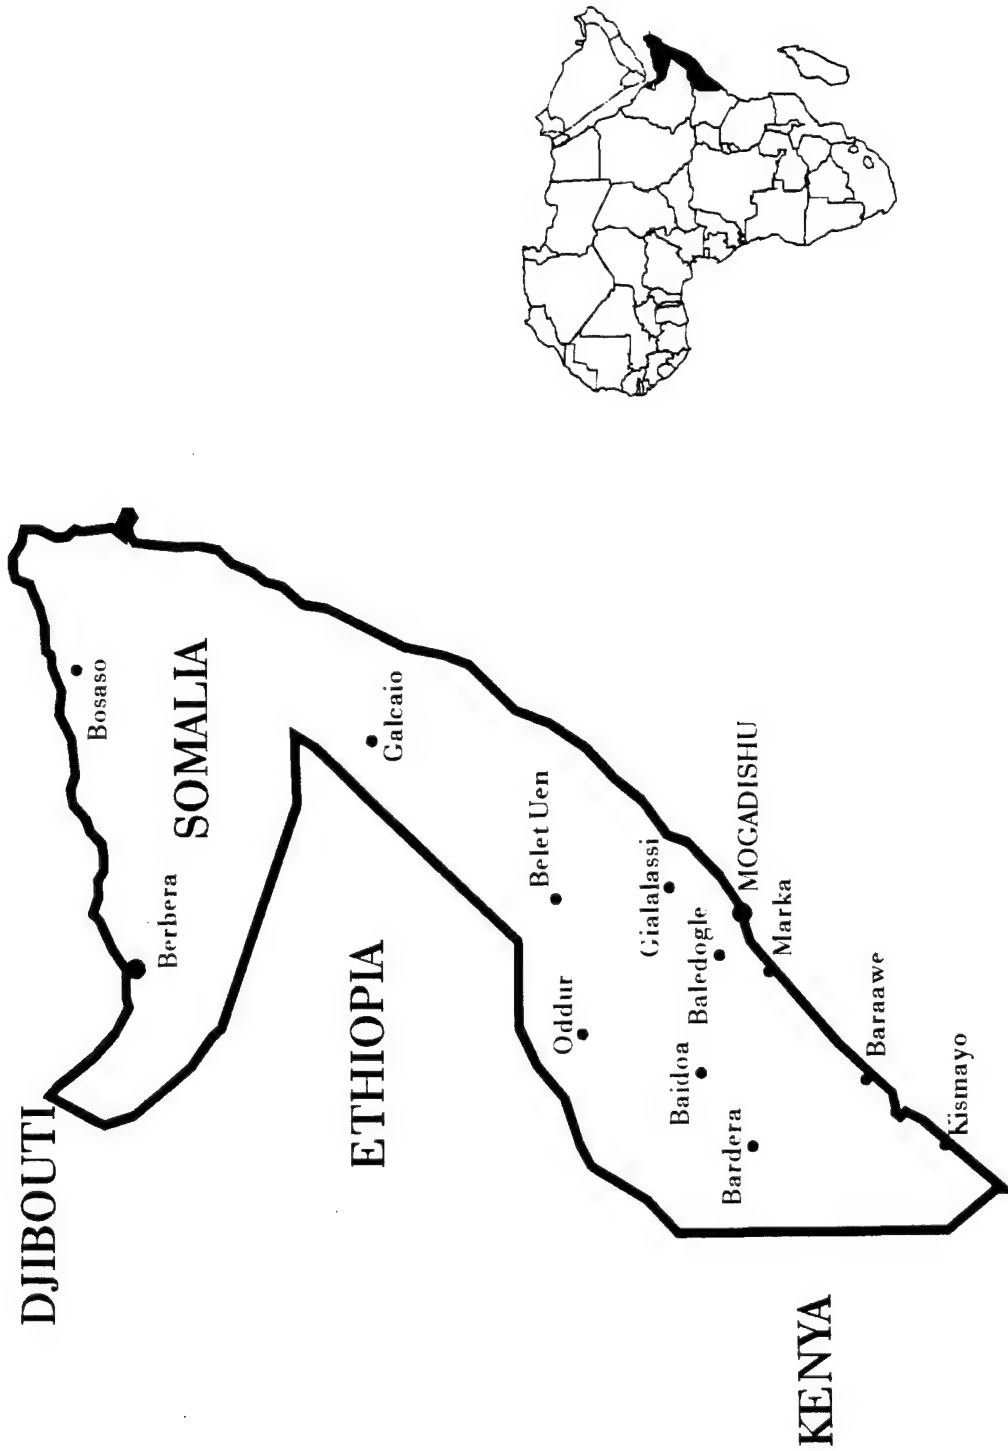 DJIBOUTI
Bosaso
Berbera
SOMALIA
ETHIOPIA
Galcaio
Belet Uen
Oddur
Gialalassi
Baidoa
Baledogle
Bardera
MOGADISHU
Marka
Baraawe
Kismayo
KENYA